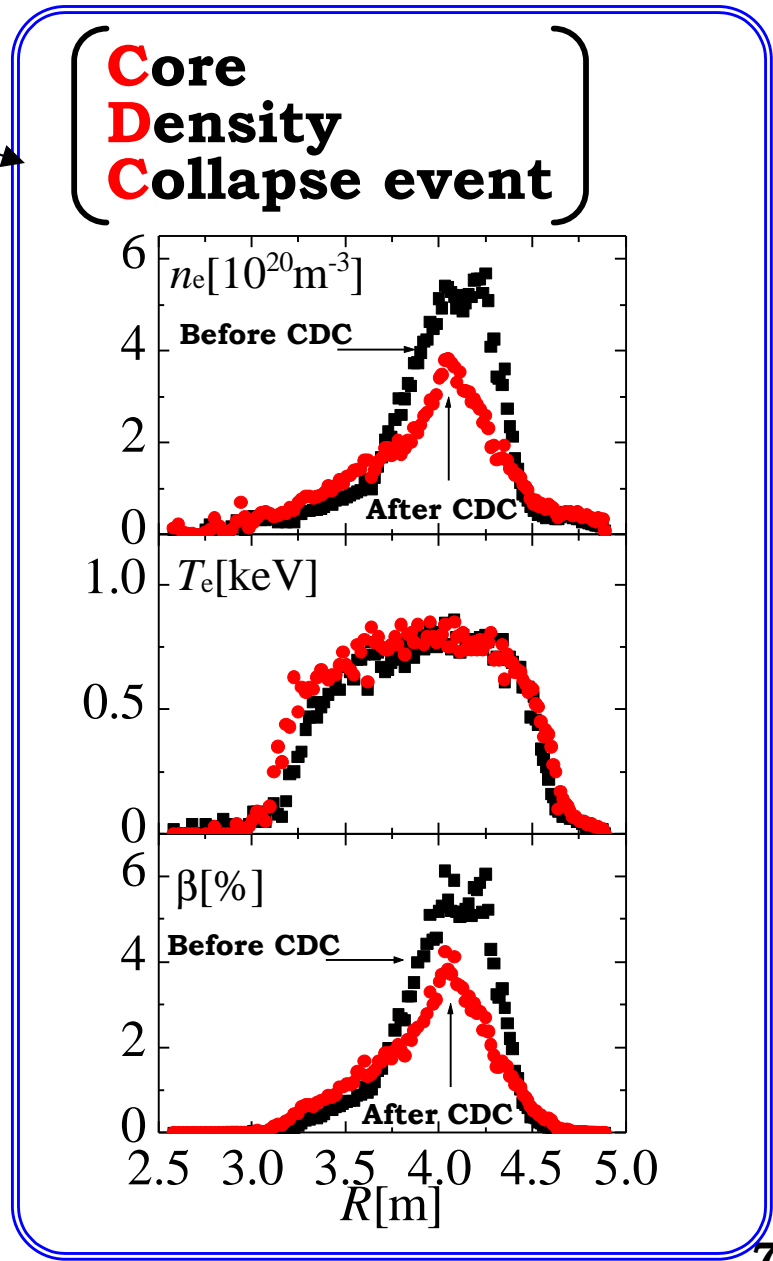 Core
Density
Collapse event
6
nₑ[10²⁰m⁻³]
Before CDC
4
2
After CDC
0
1.0
Tₑ[keV]
0.5
0
6
β[%]
Before CDC
4
2
After CDC
0
2.5 3.0 3.5 4.0 4.5 5.0
R[m]